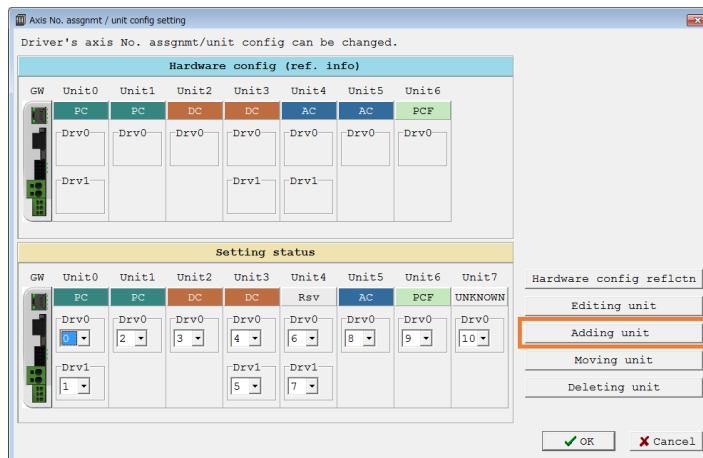 Axis No. assgnmt / unit config setting
Driver's axis No. assgnmt/unit config can be changed.
Hardware config (ref. info)
GW Unit0 Unit1 Unit2 Unit3 Unit4 Unit5 Unit6
PC PC DC DC AC AC PCF
Drv0 Drv0 Drv0 Drv0 Drv0 Drv0 Drv0
Drv1 Drv1 Drv1
Setting status
GW Unit0 Unit1 Unit2 Unit3 Unit4 Unit5 Unit6 Unit7
PC PC DC DC Rsv AC PCF UNKNOWN
Drv0 Drv0 Drv0 Drv0 Drv0 Drv0 Drv0 Drv0
0 2 3 4 6 8 9 10
Drv1 Drv1 Drv1
1 5 7
Hardware config reflctn
Editing unit
Adding unit
Moving unit
Deleting unit
OK Cancel